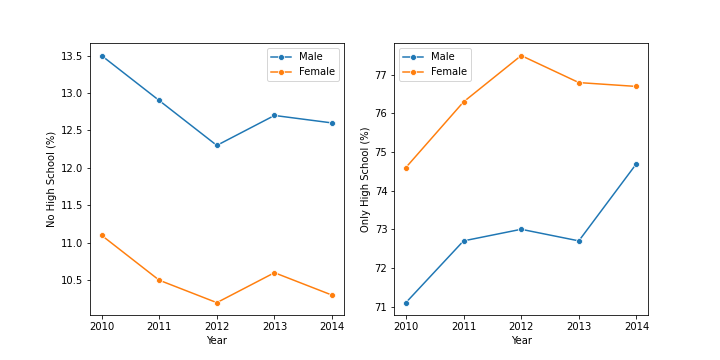 No High School (%)
13.5
13.0
12.5
12.0
11.5
11.0
10.5
Male
Female
2010 2011 2012 2013 2014
Year
Only High School (%)
77
76
75
74
73
72
71
Male
Female
2010 2011 2012 2013 2014
Year